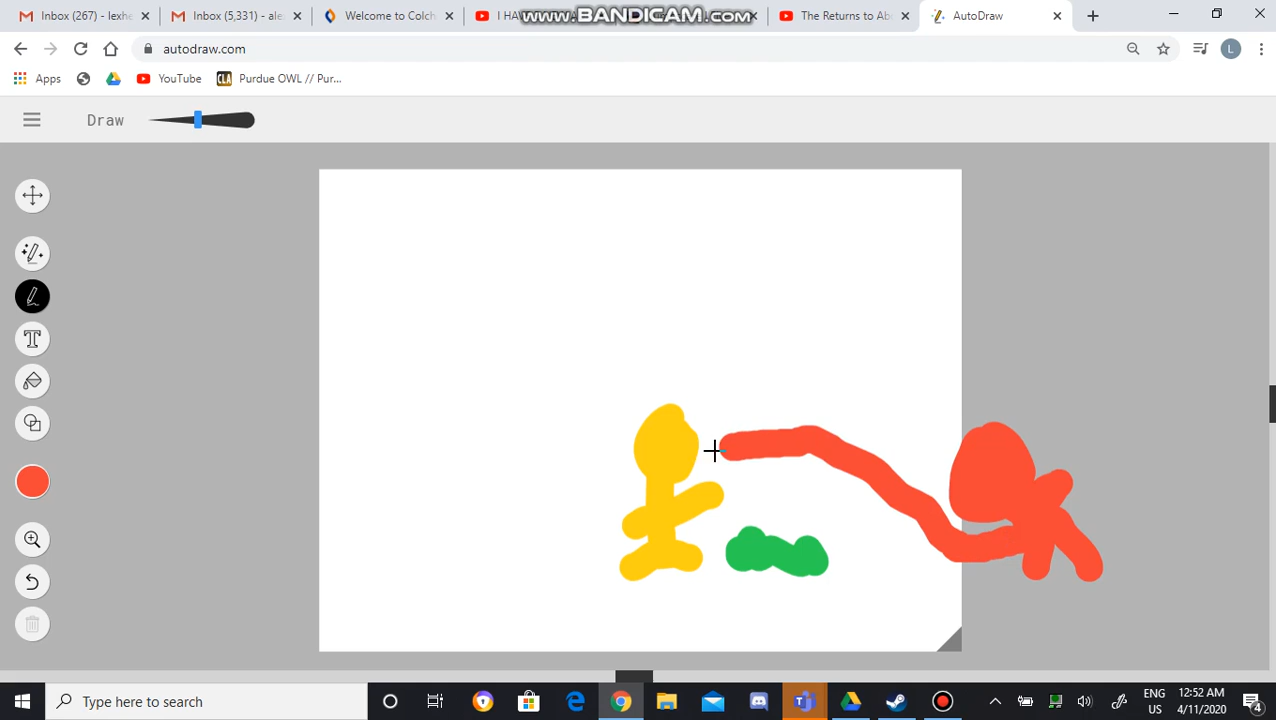 Inbox (267) - lexhe
Inbox (5,331) - ale
Welcome to Colch
I HA
www.BANDICAM.com
The Returns to Ab
AutoDraw
autodraw.com
L
Apps
YouTube
CLA
Purdue OWL // Pur...
Draw
T
Type here to search
ENG
US
12:52 AM
4/11/2020
4